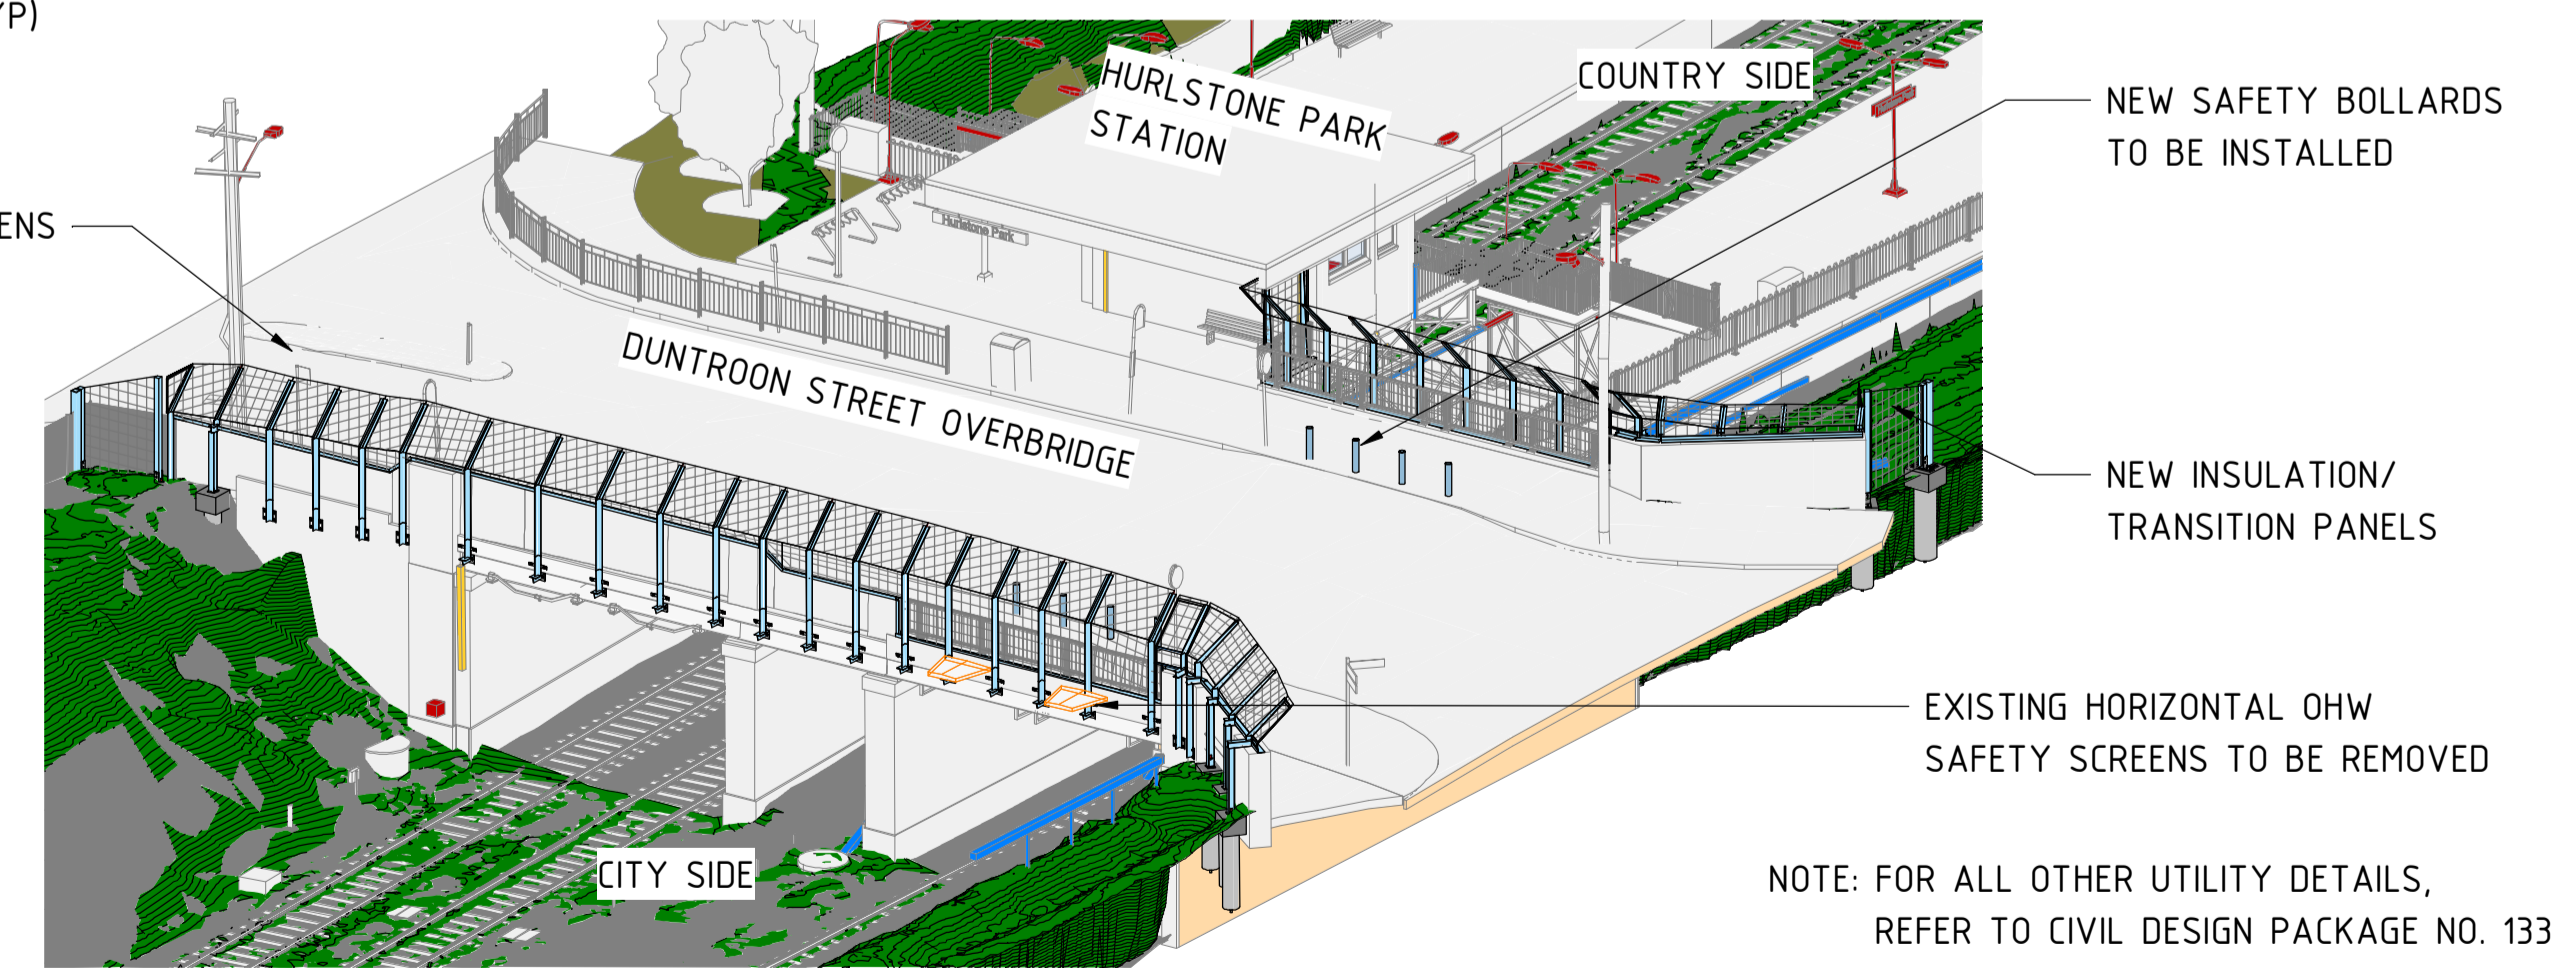 YP)
HURLSTONE PARK
STATION
COUNTRY SIDE
NEW SAFETY BOLLARDS
TO BE INSTALLED
ENS
Hurlstone Park
DUNTROON STREET OVERBRIDGE
NEW INSULATION/
TRANSITION PANELS
EXISTING HORIZONTAL OHW
SAFETY SCREENS TO BE REMOVED
CITY SIDE
NOTE: FOR ALL OTHER UTILITY DETAILS,
REFER TO CIVIL DESIGN PACKAGE NO. 133